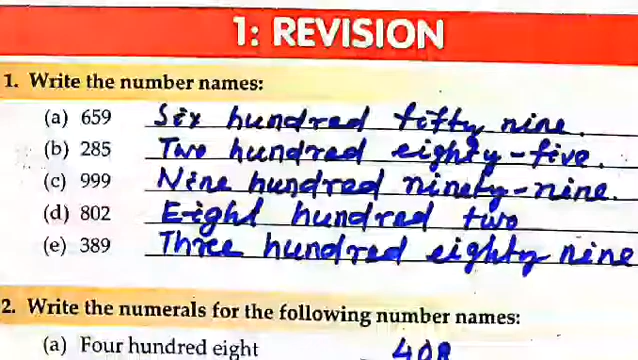 1: REVISION
1. Write the number names:
(a) 659 Six hundred fifty nine.
(b) 285 Two hundred eighty-five.
(c) 999 Nine hundred ninety-nine.
(d) 802 Eight hundred two
(e) 389 Three hundred eighty nine
2. Write the numerals for the following number names:
(a) Four hundred eight 408